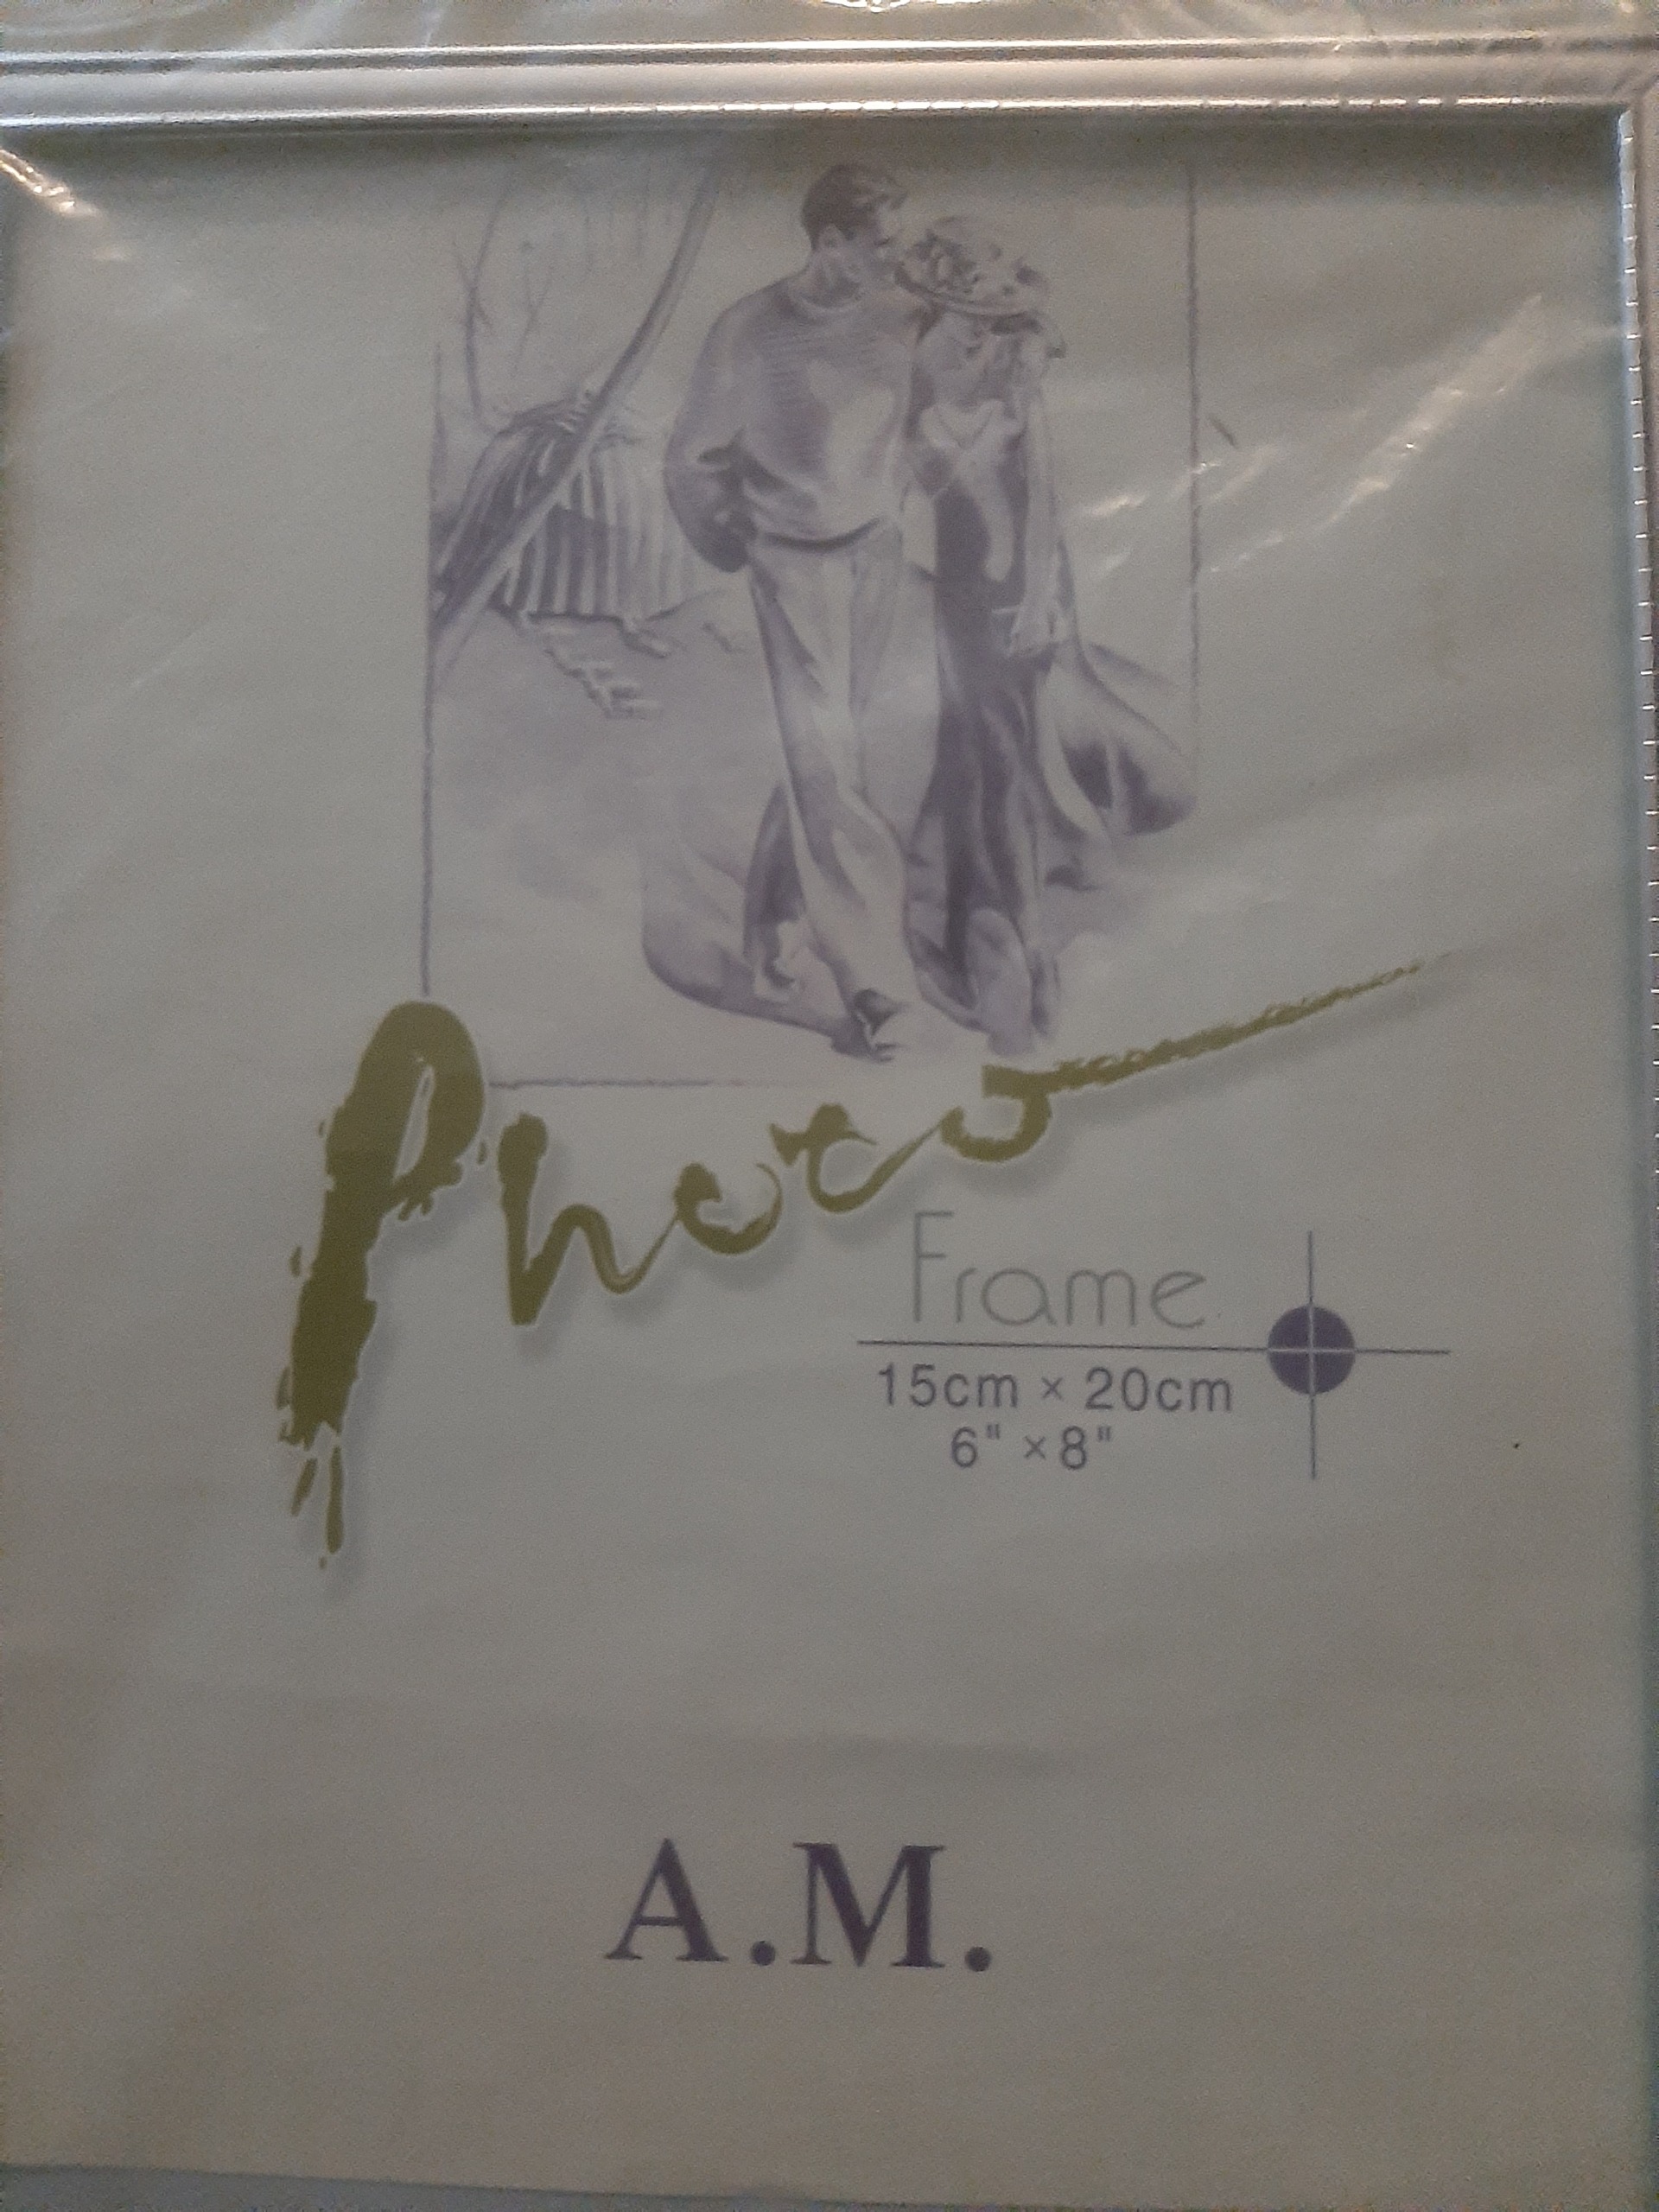 Photo
Frame
15cm × 20cm
6" × 8"
A.M.